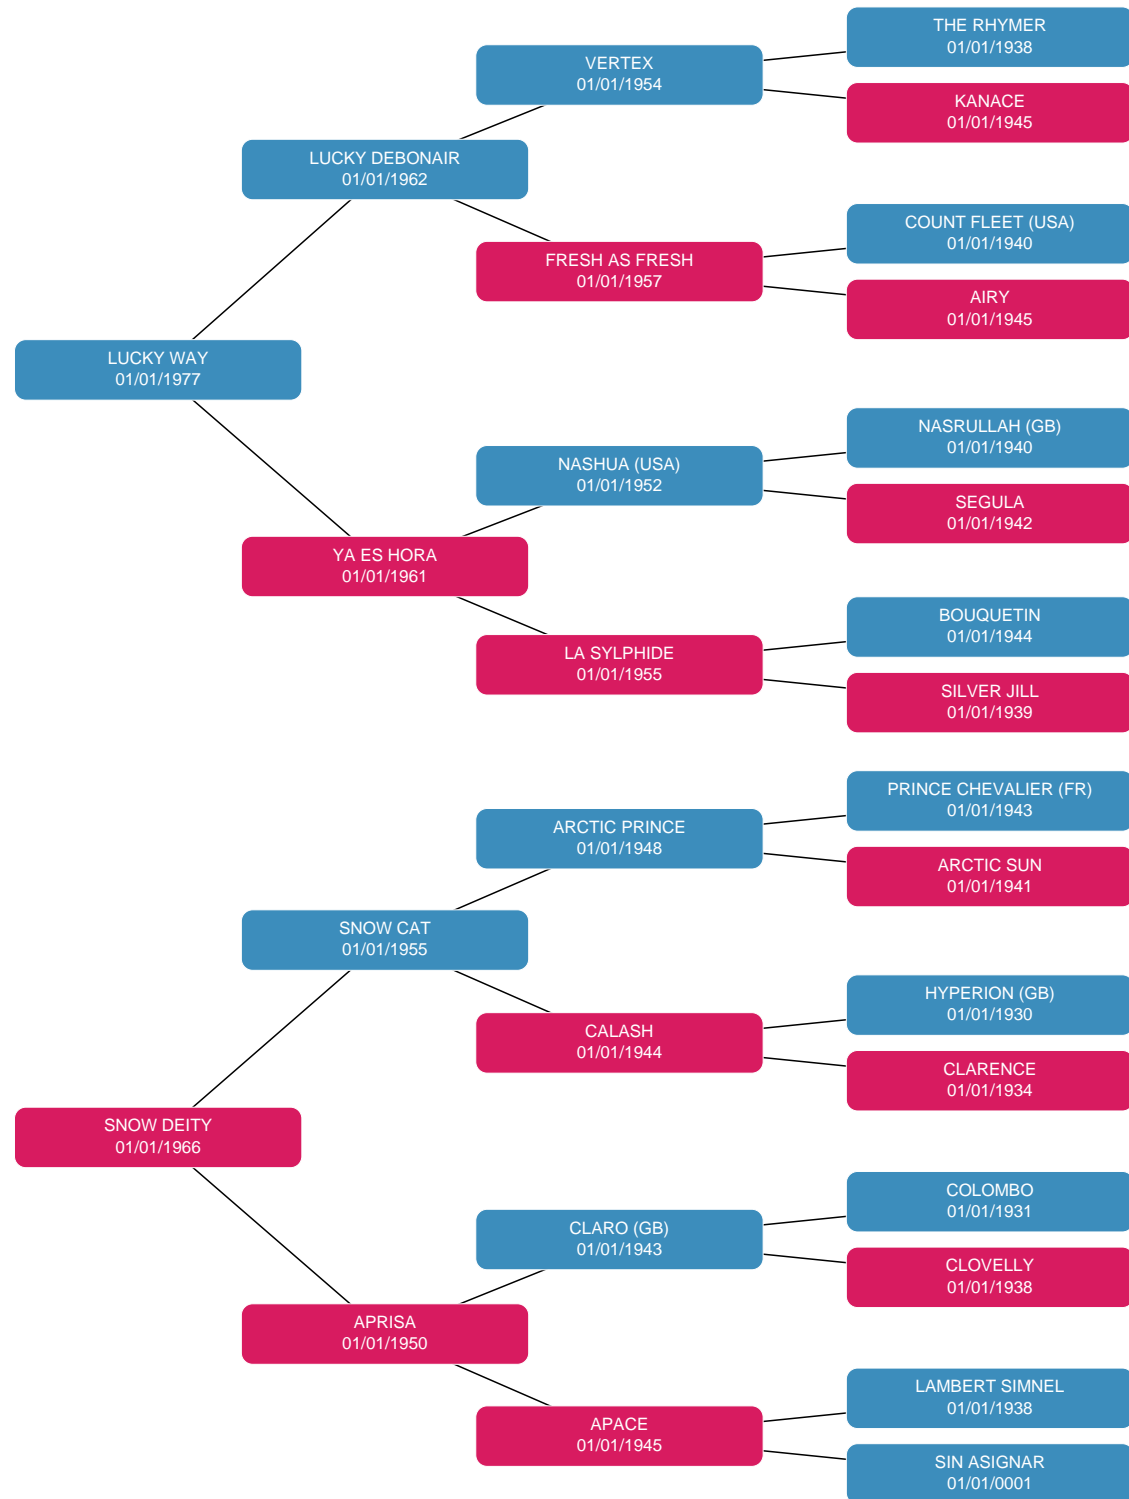 THE RHYMER
01/01/1938
VERTEX
01/01/1954
KANACE
01/01/1945
LUCKY DEBONAIR
01/01/1962
COUNT FLEET (USA)
01/01/1940
FRESH AS FRESH
01/01/1957
AIRY
01/01/1945
LUCKY WAY
01/01/1977
NASRULLAH (GB)
01/01/1940
NASHUA (USA)
01/01/1952
SEGULA
01/01/1942
YA ES HORA
01/01/1961
BOUQUETIN
01/01/1944
LA SYLPHIDE
01/01/1955
SILVER JILL
01/01/1939
PRINCE CHEVALIER (FR)
01/01/1943
ARCTIC PRINCE
01/01/1948
ARCTIC SUN
01/01/1941
SNOW CAT
01/01/1955
HYPERION (GB)
01/01/1930
CALASH
01/01/1944
CLARENCE
01/01/1934
SNOW DEITY
01/01/1966
COLOMBO
01/01/1931
CLARO (GB)
01/01/1943
CLOVELLY
01/01/1938
APRISA
01/01/1950
LAMBERT SIMNEL
01/01/1938
APACE
01/01/1945
SIN ASIGNAR
01/01/0001